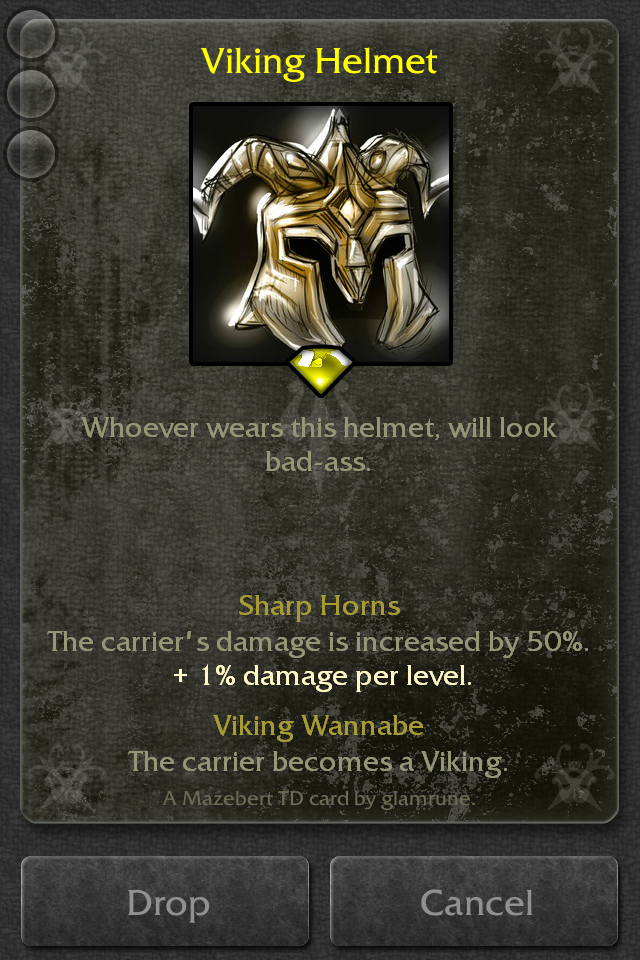 Viking Helmet
Whoever wears this helmet, will look
bad-ass.
Sharp Horns
The carrier's damage is increased by 50%.
+ 1% damage per level.
Viking Wannabe
The carrier becomes a Viking.
A Mazebert TD card by glamrune.
Drop
Cancel